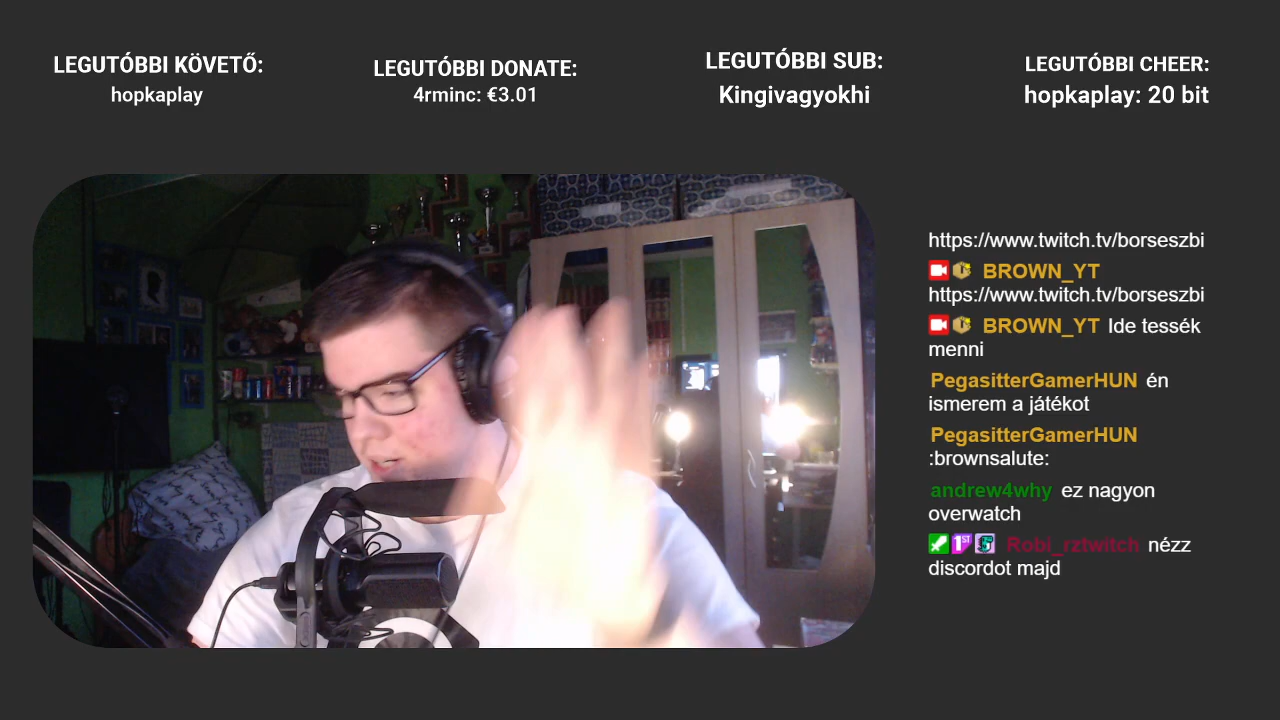 LEGUTÓBBI KÖVETŐ:
hopkaplay
LEGUTÓBBI DONATE:
4rminc: €3.01
LEGUTÓBBI SUB:
Kingivagyokhi
LEGUTÓBBI CHEER:
hopkaplay: 20 bit
https://www.twitch.tv/borseszbi
BROWN_YT
https://www.twitch.tv/borseszbi
BROWN_YT Ide tessék
menni
PegasitterGamerHUN én
ismerem a játékot
PegasitterGamerHUN
:brownsalute:
andrew4why ez nagyon
overwatch
1ST Robi_rztwitch nézz
discordot majd